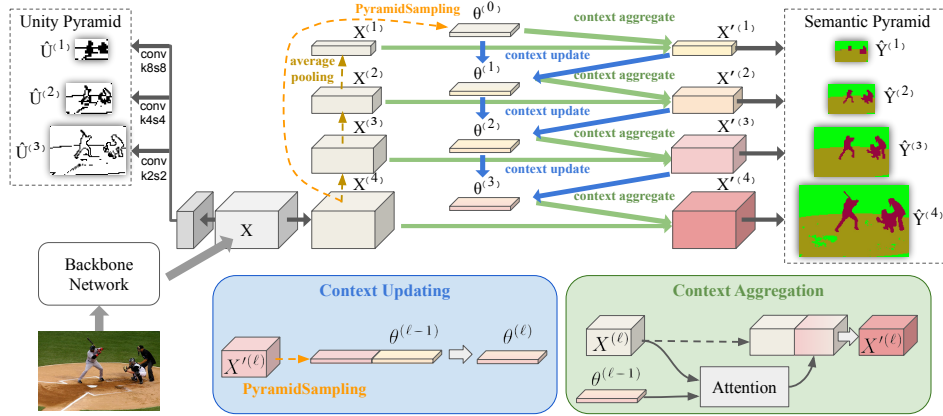 Unity Pyramid
Û⁽¹⁾
Û⁽²⁾
Û⁽³⁾
conv
k8s8
conv
k4s4
conv
k2s2
X
Backbone
Network
PyramidSampling
average
pooling
X⁽¹⁾
X⁽²⁾
X⁽³⁾
X⁽⁴⁾
θ⁽⁰⁾
θ⁽¹⁾
θ⁽²⁾
θ⁽³⁾
context aggregate
context update
context aggregate
context update
context aggregate
context update
context aggregate
X′⁽¹⁾
X′⁽²⁾
X′⁽³⁾
X′⁽⁴⁾
Semantic Pyramid
Ŷ⁽¹⁾
Ŷ⁽²⁾
Ŷ⁽³⁾
Ŷ⁽⁴⁾
Context Updating
X′⁽ℓ⁾
PyramidSampling
θ⁽ℓ⁻¹⁾
θ⁽ℓ⁾
Context Aggregation
X⁽ℓ⁾
θ⁽ℓ⁻¹⁾
Attention
X′⁽ℓ⁾